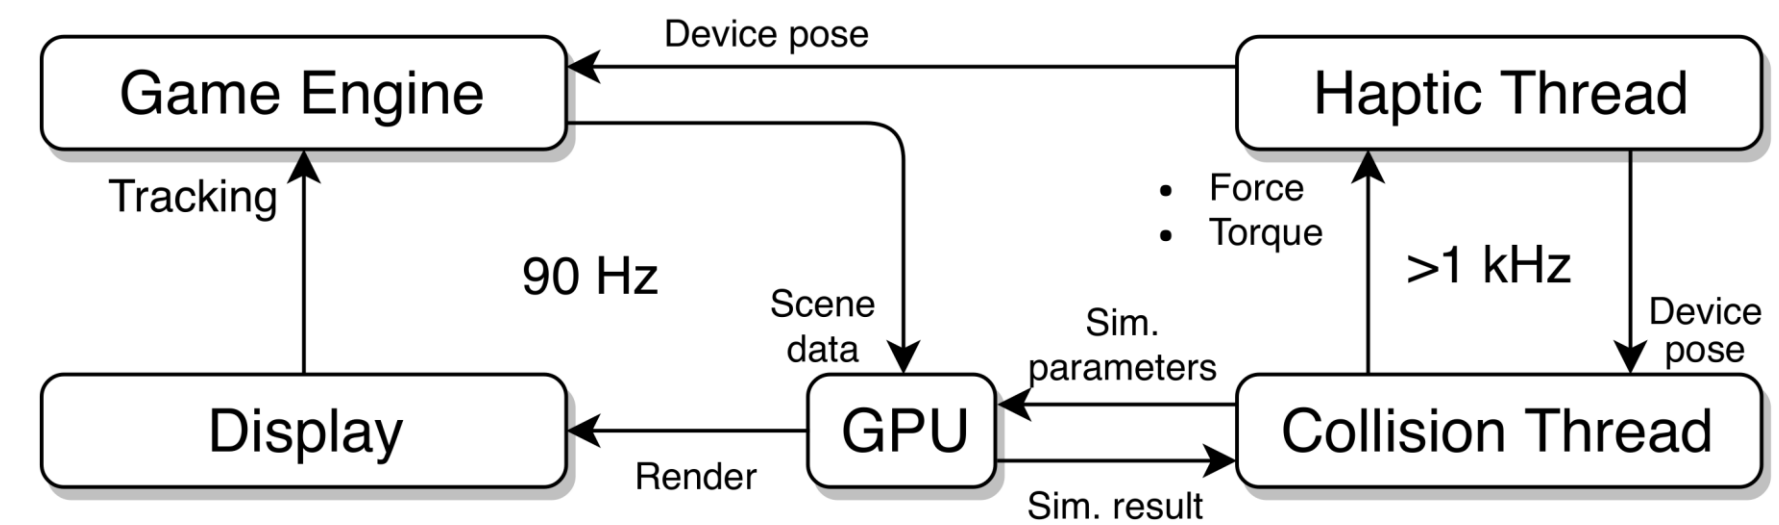 Device pose
Game Engine
Haptic Thread
Tracking
• Force
• Torque
90 Hz
>1 kHz
Scene
data
Sim.
parameters
Device
pose
Display
GPU
Collision Thread
Render
Sim. result